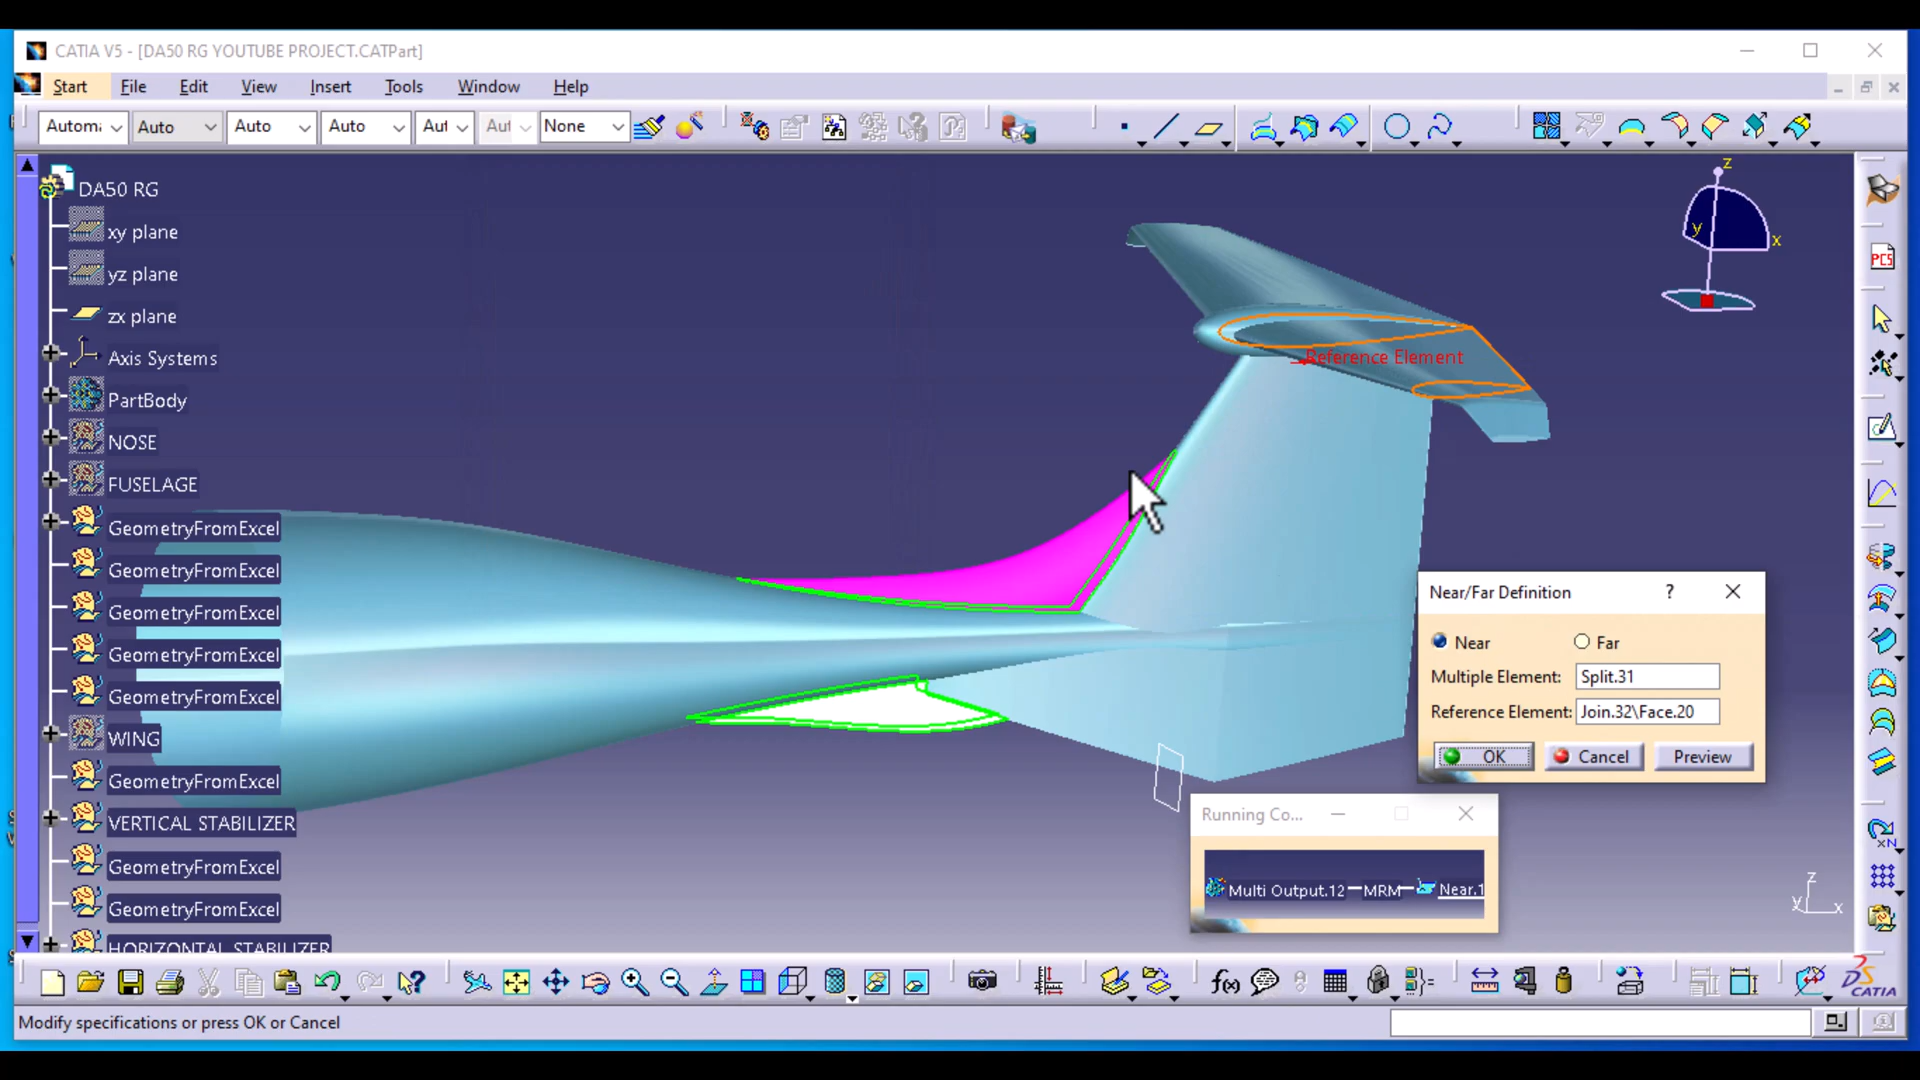 CATIA V5 - [DA50 RG YOUTUBE PROJECT.CATPart]
Start File Edit View Insert Tools Window Help
Automa Auto Auto Auto Aut Aut None
DA50 RG
xy plane
yz plane
zx plane
Axis Systems
PartBody
NOSE
FUSELAGE
GeometryFromExcel
GeometryFromExcel
GeometryFromExcel
GeometryFromExcel
GeometryFromExcel
WING
GeometryFromExcel
VERTICAL STABILIZER
GeometryFromExcel
GeometryFromExcel
HORIZONTAL STABILIZER
Reference Element
z
y
x
PCS
Near/Far Definition ?
Near Far
Multiple Element: Split.31
Reference Element: Join.32\Face.20
OK Cancel Preview
Running Co...
Multi Output.12 MRM Near.1
z
y x
f(x)
CATIA
Modify specifications or press OK or Cancel